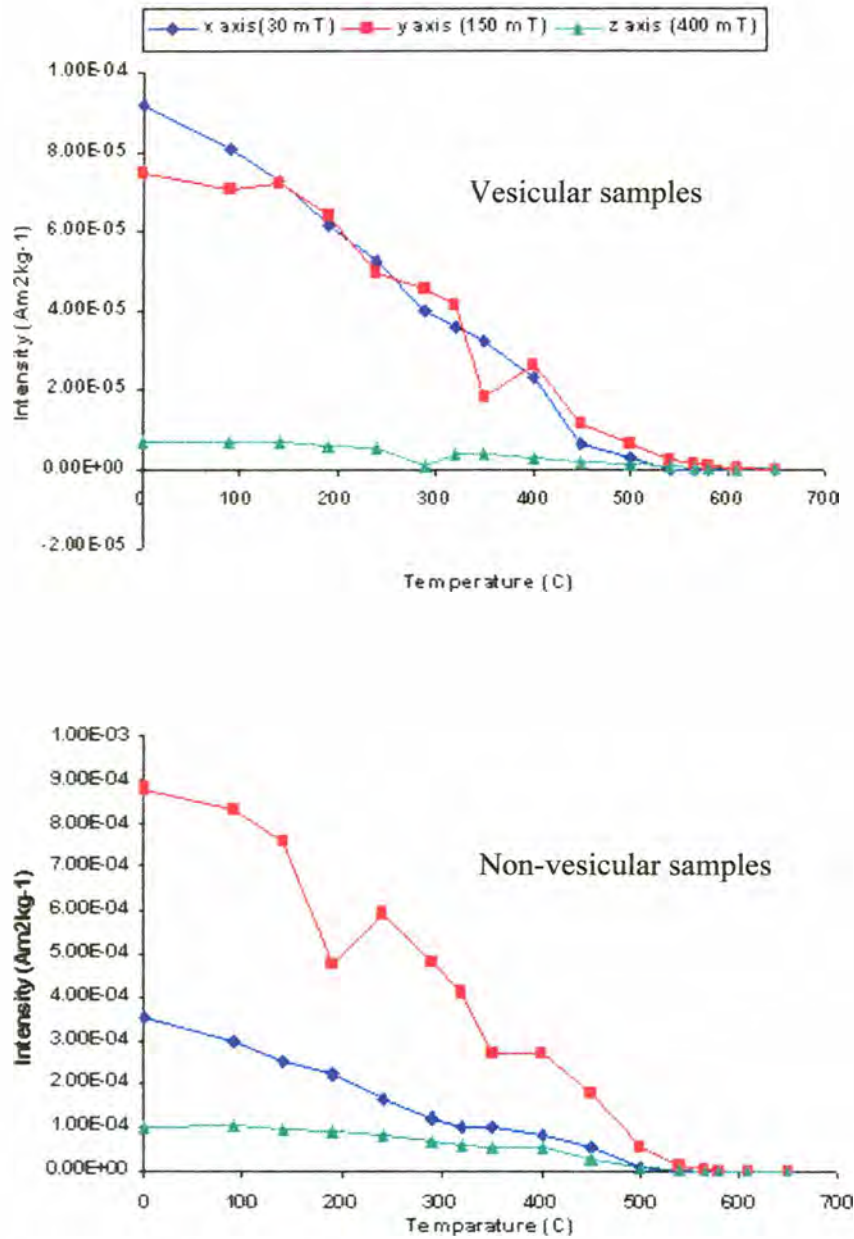 x axis(30 mT) y axis (150 mT) z axis (400 mT)
1.00E-04
8.00E-05
6.00E-05
4.00E-05
2.00E-05
0.00E+00
-2.00E-05
Intensity (Am2kg-1)
Vesicular samples
0 100 200 300 400 500 600 700
Temperature (C)
1.00E-03
9.00E-04
8.00E-04
7.00E-04
6.00E-04
5.00E-04
4.00E-04
3.00E-04
2.00E-04
1.00E-04
0.00E+00
Intensity (Am2kg-1)
Non-vesicular samples
0 100 200 300 400 500 600 700
Temparature (C)